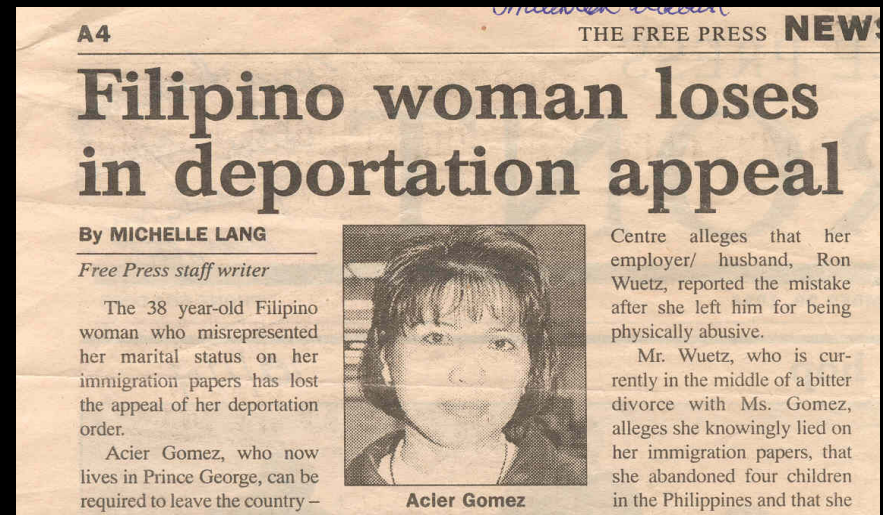 A4
THE FREE PRESS NEWS
Filipino woman loses
in deportation appeal
By MICHELLE LANG
Free Press staff writer
The 38 year-old Filipino
woman who misrepresented
her marital status on her
immigration papers has lost
the appeal of her deportation
order.
Acier Gomez, who now
lives in Prince George, can be
required to leave the country –
Acier Gomez
Centre alleges that her
employer/ husband, Ron
Wuetz, reported the mistake
after she left him for being
physically abusive.
Mr. Wuetz, who is cur-
rently in the middle of a bitter
divorce with Ms. Gomez,
alleges she knowingly lied on
her immigration papers, that
she abandoned four children
in the Philippines and that she